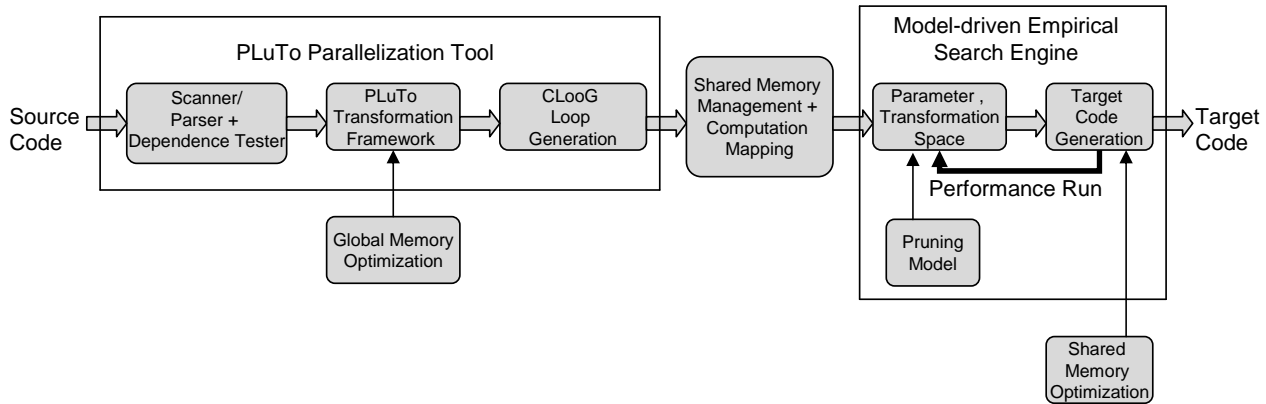 PLuTo Parallelization Tool
Model-driven Empirical
Search Engine
Source
Code
Scanner/
Parser +
Dependence Tester
PLuTo
Transformation
Framework
CLooG
Loop
Generation
Shared Memory
Management +
Computation
Mapping
Parameter ,
Transformation
Space
Target
Code
Generation
Target
Code
Performance Run
Global Memory
Optimization
Pruning
Model
Shared
Memory
Optimization